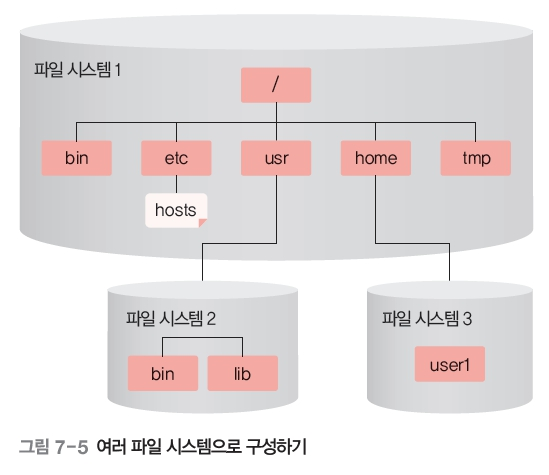 파일 시스템 1
/
bin
etc
usr
home
tmp
hosts
파일 시스템 2
bin
lib
파일 시스템 3
user1
그림 7-5 여러 파일 시스템으로 구성하기